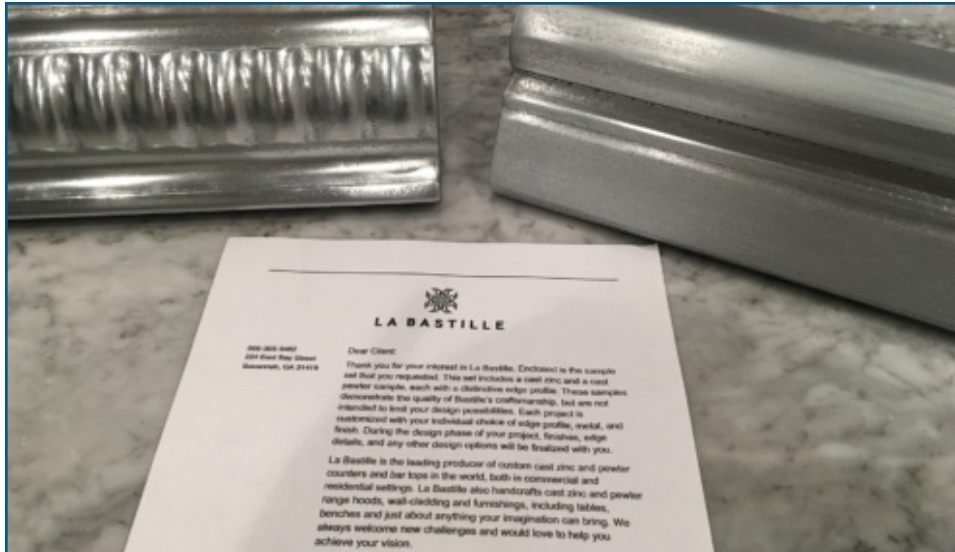 LA BASTILLE
East Bay Street
Savannah, GA
Dear Client:
Thank you for your interest in La Bastille. Enclosed is the sample
set that you requested. This set includes a cast zinc and a cast
pewter sample, each with a distinctive edge profile. These samples
demonstrate the quality of Bastille's craftsmanship, but are not
intended to limit your design possibilities. Each project is
customized with your individual choice of edge profile, metal, and
finish. During the design phase of your project, finishes, edge
details, and any other design options will be finalized with you.
La Bastille is the leading producer of custom cast zinc and pewter
counters and bar tops in the world, both in commercial and
residential settings. La Bastille also handcrafts cast zinc and pewter
range hoods, wall-cladding and furnishings, including tables,
benches and just about anything your imagination can bring. We
always welcome new challenges and would love to help you
achieve your vision.